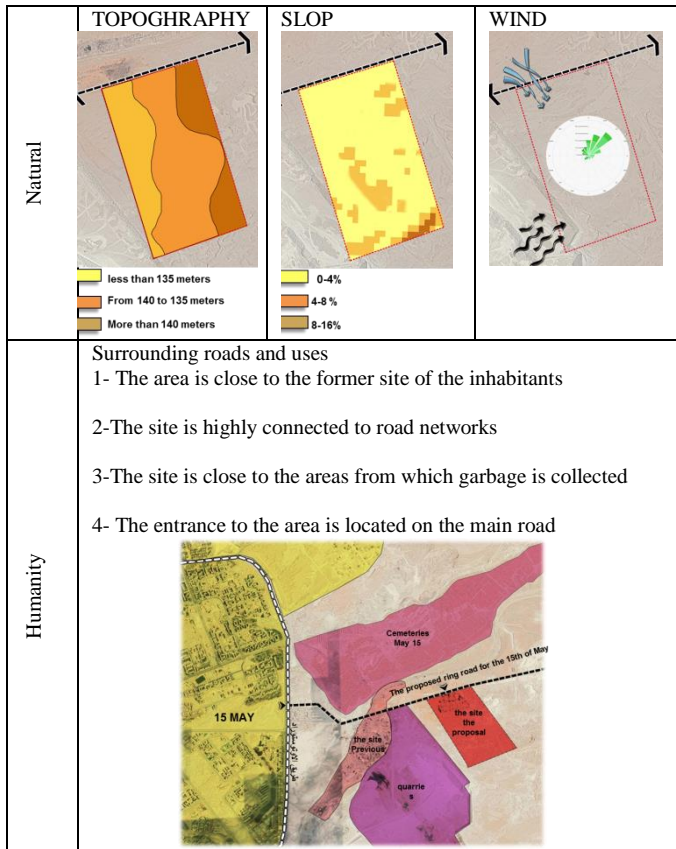 Natural
TOPOGHRAPHY
less than 135 meters
From 140 to 135 meters
More than 140 meters
SLOP
0-4%
4-8 %
8-16%
WIND
Humanity
Surrounding roads and uses
1- The area is close to the former site of the inhabitants
2-The site is highly connected to road networks
3-The site is close to the areas from which garbage is collected
4- The entrance to the area is located on the main road
Cemeteries
May 15
The proposed ring road for the 15th of May
15 MAY
the site
the
proposal
the site
Previous
quarrie
s